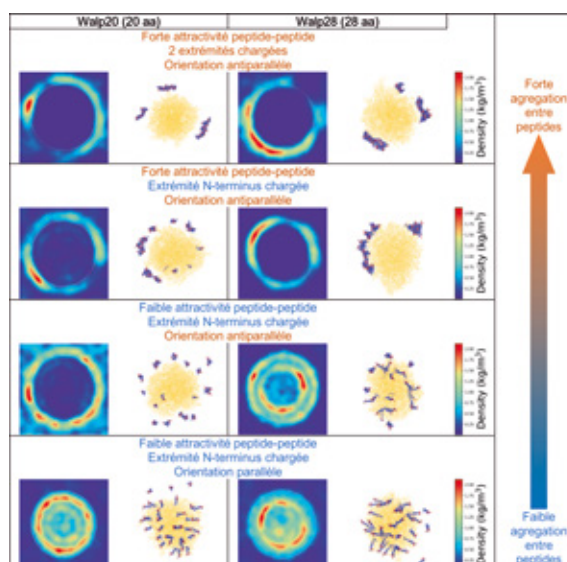 Walp20 (20 aa) Walp28 (28 aa)
Forte attractivité peptide-peptide
2 extrémités chargées
Orientation antiparallèle
Density (kg/m³)
Forte attractivité peptide-peptide
Extrémité N-terminus chargée
Orientation antiparallèle
Density (kg/m³)
Faible attractivité peptide-peptide
Extrémité N-terminus chargée
Orientation antiparallèle
Density (kg/m³)
Faible attractivité peptide-peptide
Extrémité N-terminus chargée
Orientation parallèle
Density (kg/m³)
Forte
agregation
entre
peptides
Faible
agregation
entre
peptides